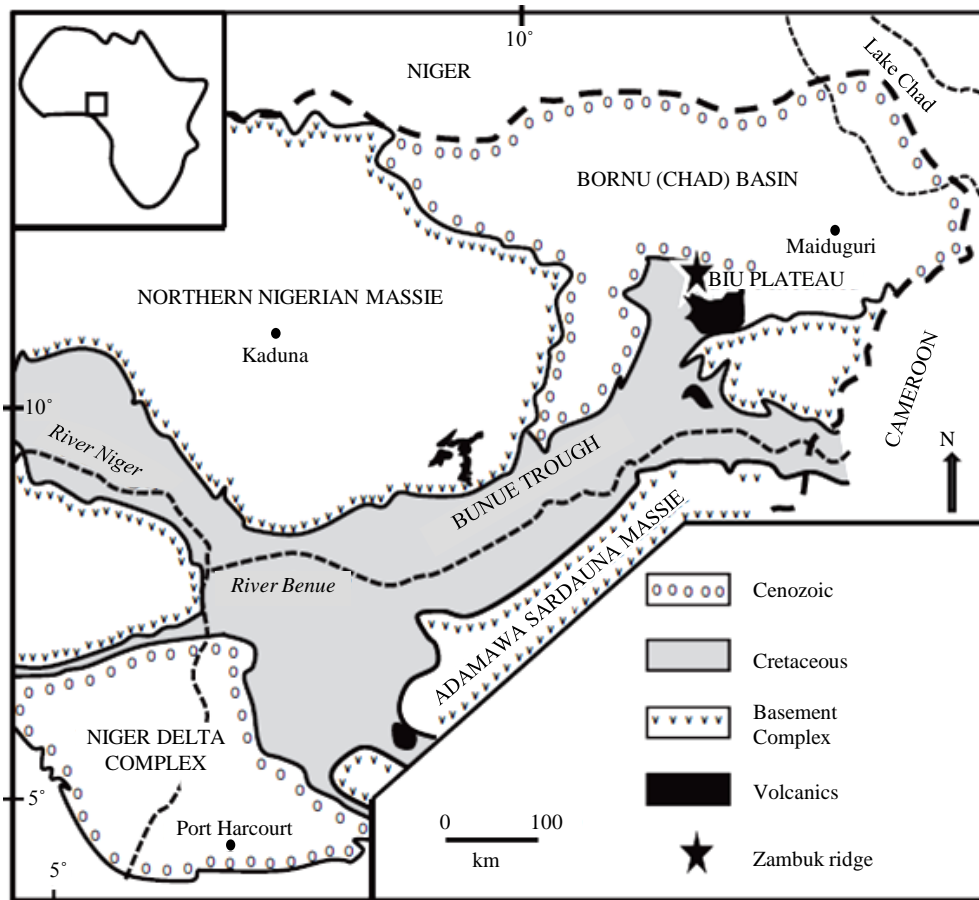 10°
NIGER
Lake Chad
BORNU (CHAD) BASIN
Maiduguri
BIU PLATEAU
NORTHERN NIGERIAN MASSIE
Kaduna
CAMEROON
10°
River Niger
N
BUNUE TROUGH
River Benue
ADAMAWA SARDAUNA MASSIE
Cenozoic
Cretaceous
Basement
Complex
Volcanics
Zambuk ridge
NIGER DELTA
COMPLEX
5°
Port Harcourt
0 100
km
5°